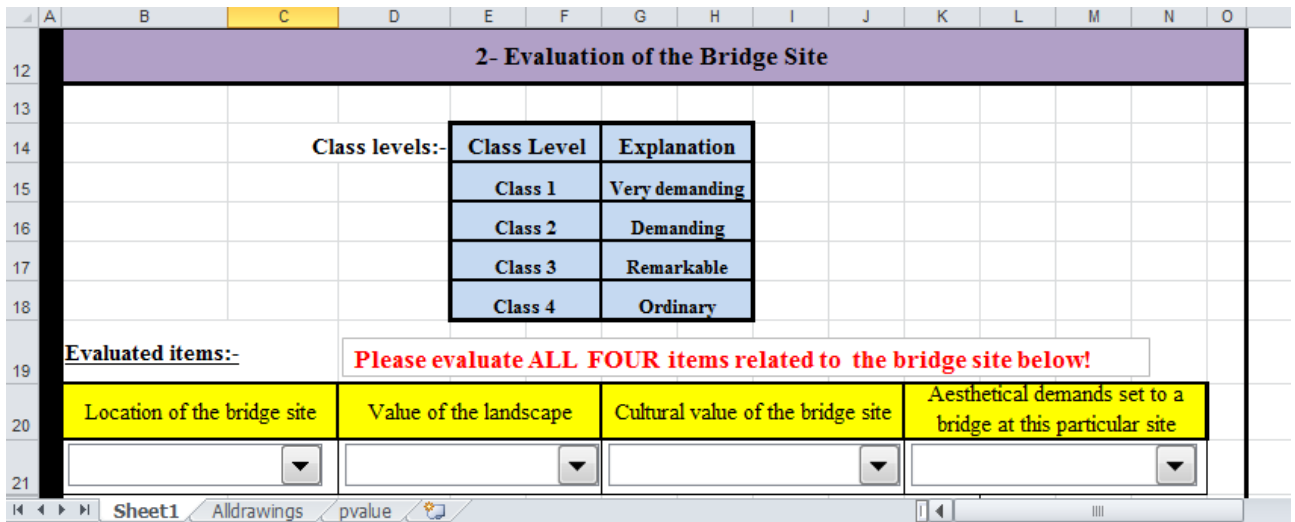 A B C D E F G H I J K L M N O
12 2- Evaluation of the Bridge Site
13
14 Class levels:- Class Level Explanation
15 Class 1 Very demanding
16 Class 2 Demanding
17 Class 3 Remarkable
18 Class 4 Ordinary
19 Evaluated items:- Please evaluate ALL FOUR items related to the bridge site below!
20 Location of the bridge site Value of the landscape Cultural value of the bridge site Aesthetical demands set to a
bridge at this particular site
21
Sheet1 Alldrawings pvalue